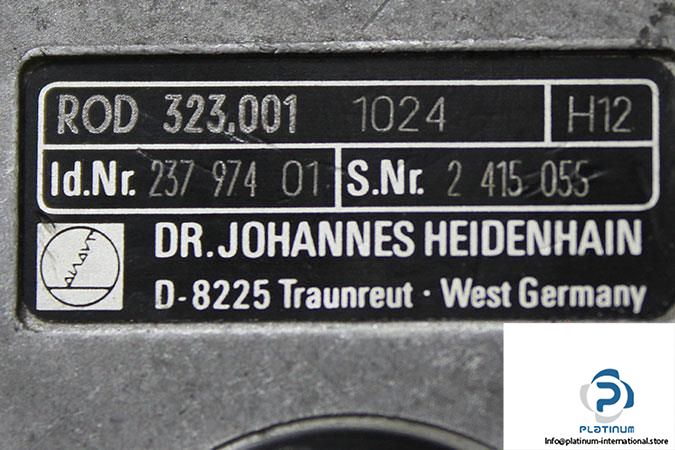 ROD 323.001 1024 H12
Id.Nr. 237 974 01 S.Nr. 2 415 055
DR. JOHANNES HEIDENHAIN
D-8225 Traunreut · West Germany
PLATINUM
Info@platinum-international.store